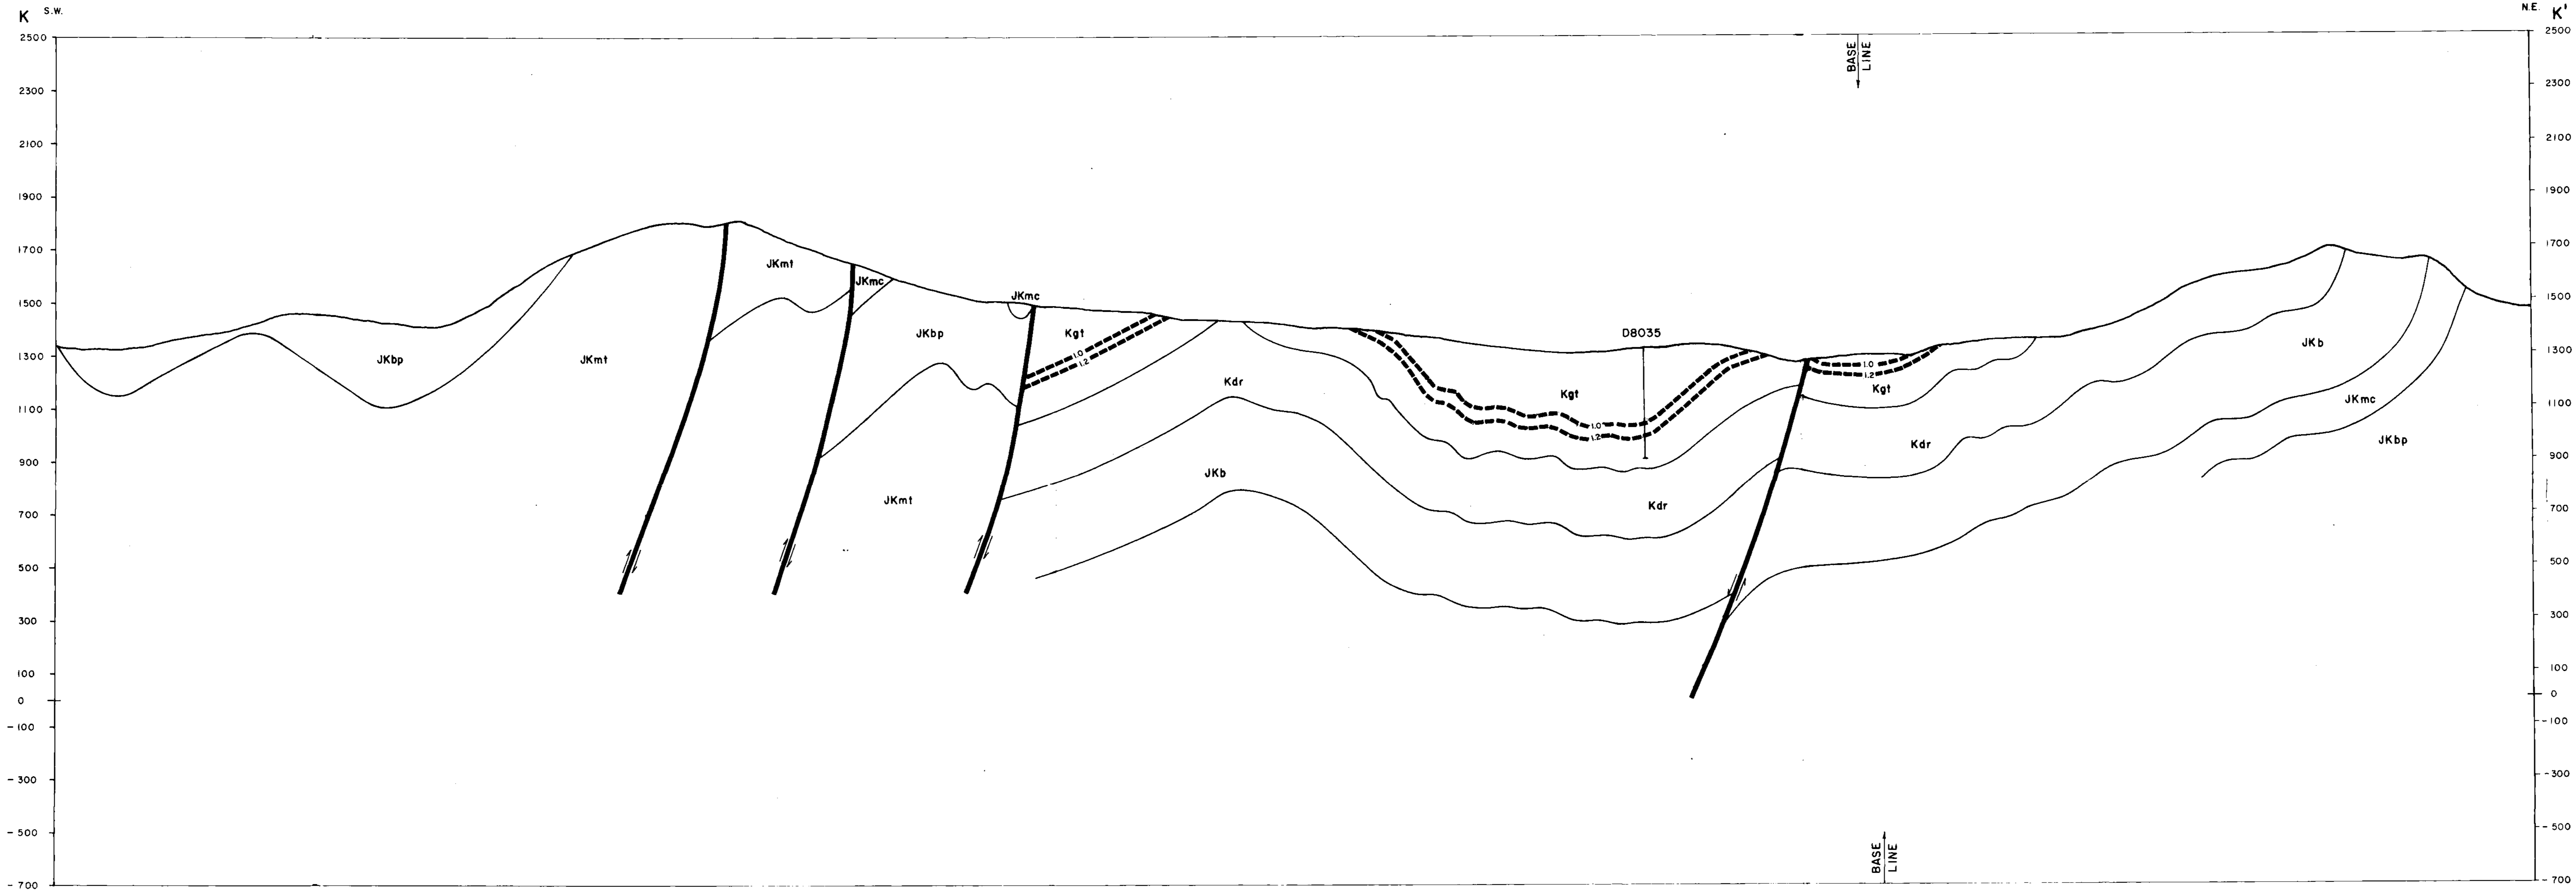 K S.W.
N.E. K'
2500
2300
2100
1900
1700
1500
1300
1100
900
700
500
300
100
0
-100
-300
-500
-700
BASE
LINE
JKmt
JKmc
JKmc
JKbp
JKmt
JKbp
Kgt
1.0
1.2
D8035
1.0
1.2
Kgt
JKb
Kdr
Kgt
1.0
1.2
JKmc
Kdr
JKbp
JKb
JKmt
Kdr
BASE
LINE
2500
2300
2100
1900
1700
1500
1300
1100
900
700
500
300
100
0
-100
-300
-500
-700